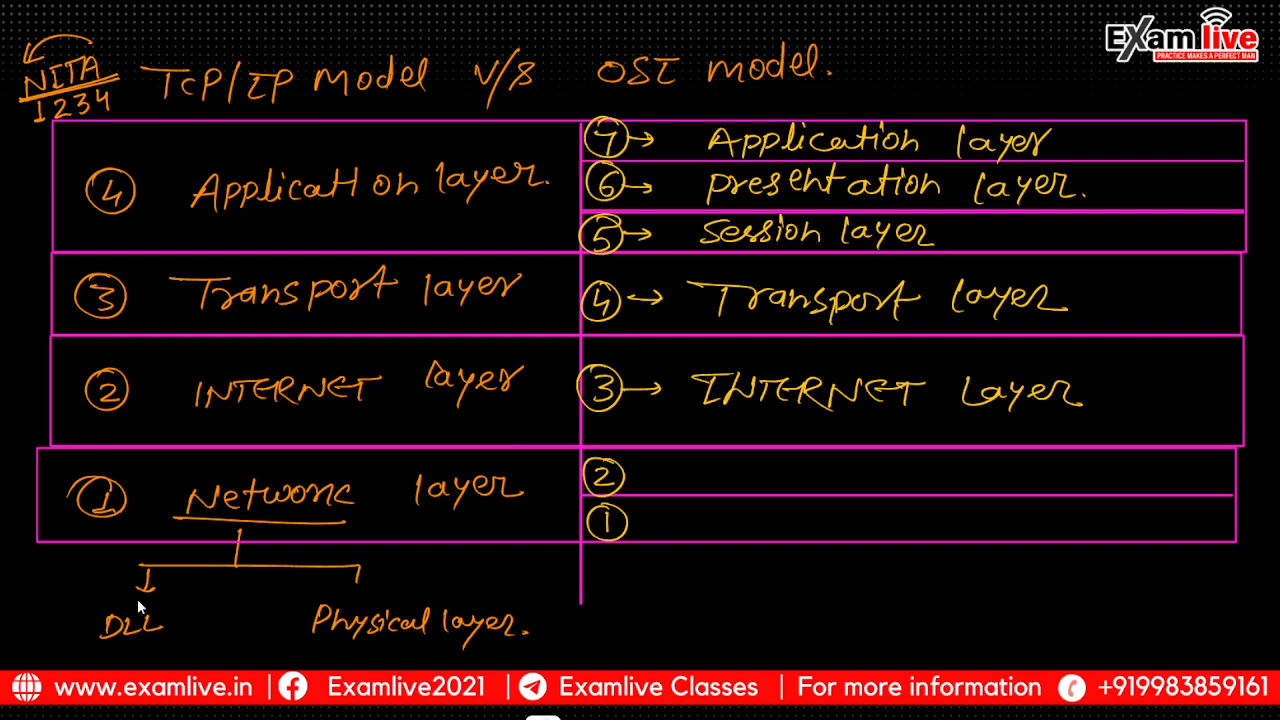 Exam live
PRACTICE MAKES A PERFECT MAN
NITA
1234
TCP/IP Model V/S OSI model.
④ Application layer.
⑦→ Application layer
⑥→ presentation layer.
⑤→ session layer
③ Transport layer
④→ Transport layer
② INTERNET layer
③→ INTERNET Layer
① Network layer
②
①
DLL
Physical layer.
www.examlive.in | Examlive2021 | Examlive Classes | For more information +919983859161